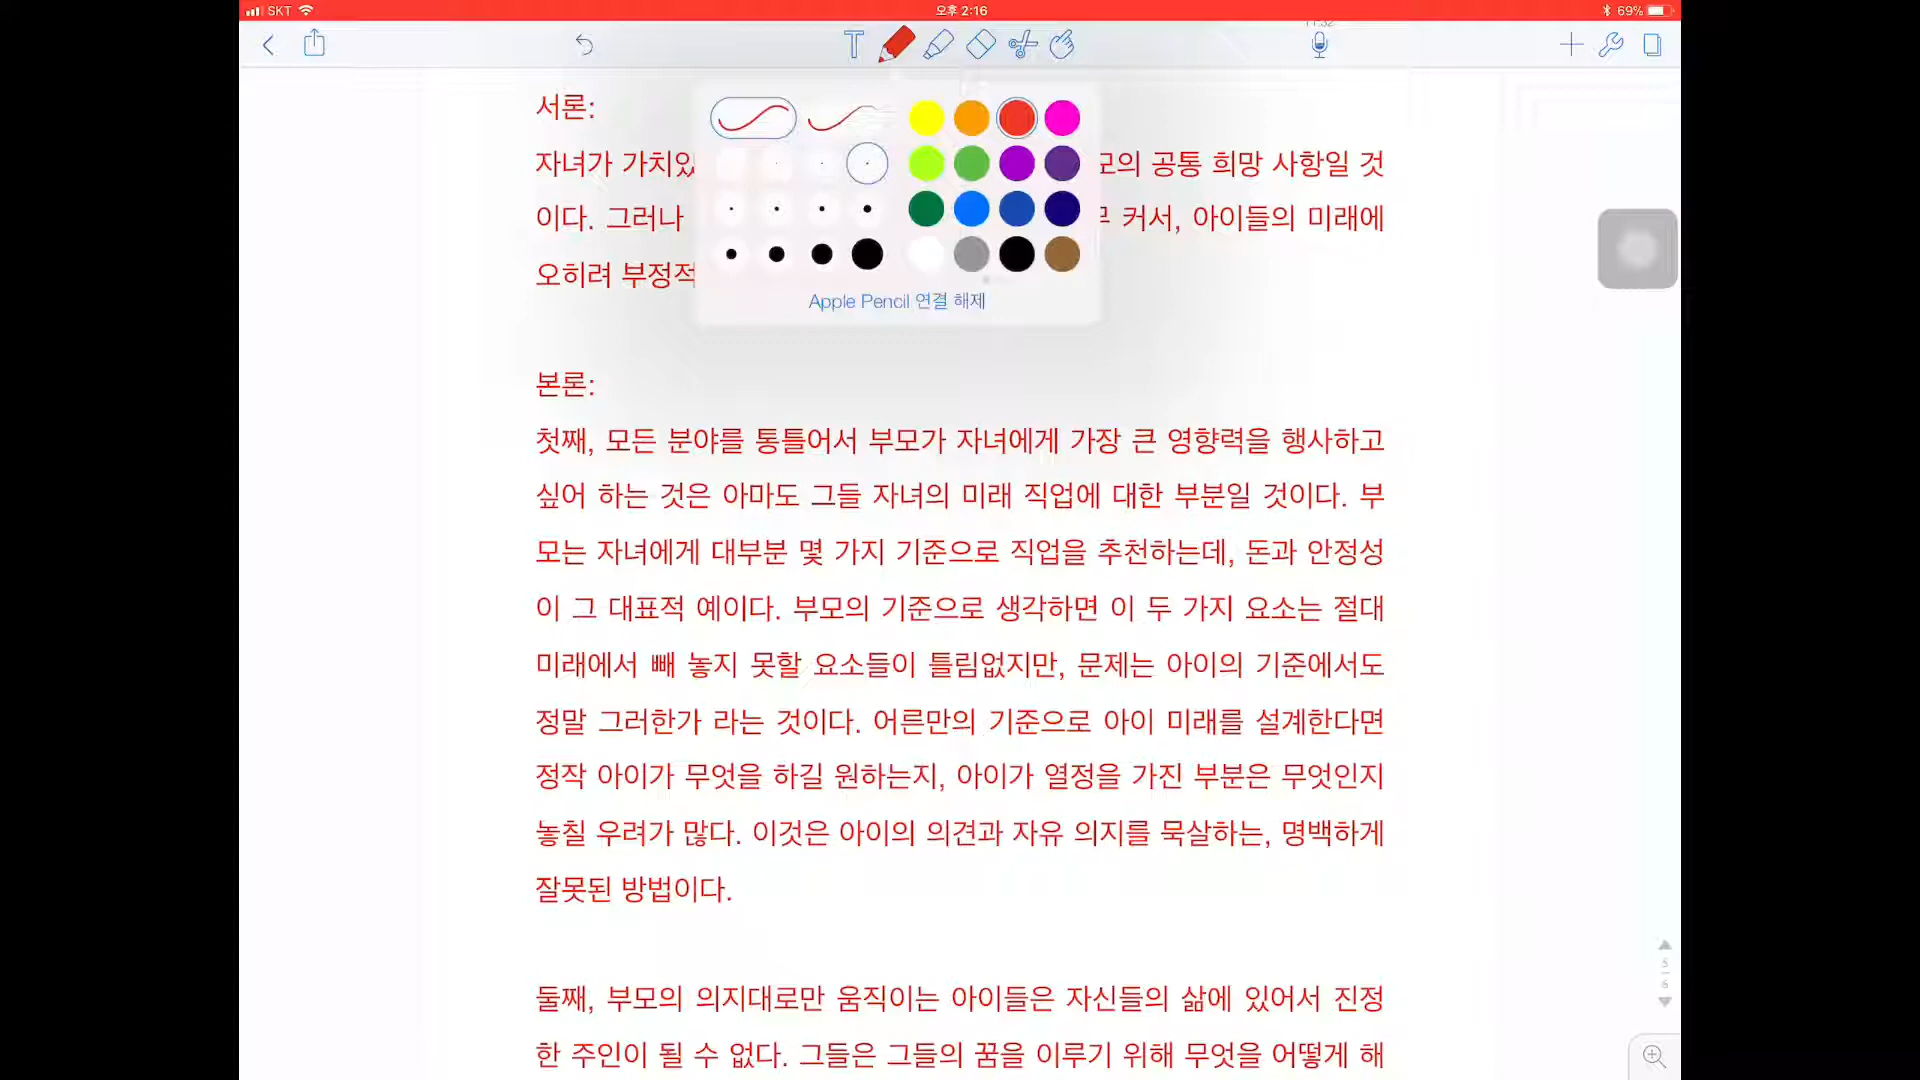 SKT
오후 2:16
69%
T
서론:
자녀가 가치있 모의 공통 희망 사항일 것
이다. 그러나 커서, 아이들의 미래에
오히려 부정적
Apple Pencil 연결 해제
본론:
첫째, 모든 분야를 통틀어서 부모가 자녀에게 가장 큰 영향력을 행사하고
싶어 하는 것은 아마도 그들 자녀의 미래 직업에 대한 부분일 것이다. 부
모는 자녀에게 대부분 몇 가지 기준으로 직업을 추천하는데, 돈과 안정성
이 그 대표적 예이다. 부모의 기준으로 생각하면 이 두 가지 요소는 절대
미래에서 빼 놓지 못할 요소들이 틀림없지만, 문제는 아이의 기준에서도
정말 그러한가 라는 것이다. 어른만의 기준으로 아이 미래를 설계한다면
정작 아이가 무엇을 하길 원하는지, 아이가 열정을 가진 부분은 무엇인지
놓칠 우려가 많다. 이것은 아이의 의견과 자유 의지를 묵살하는, 명백하게
잘못된 방법이다.
둘째, 부모의 의지대로만 움직이는 아이들은 자신들의 삶에 있어서 진정
한 주인이 될 수 없다. 그들은 그들의 꿈을 이루기 위해 무엇을 어떻게 해
5
6